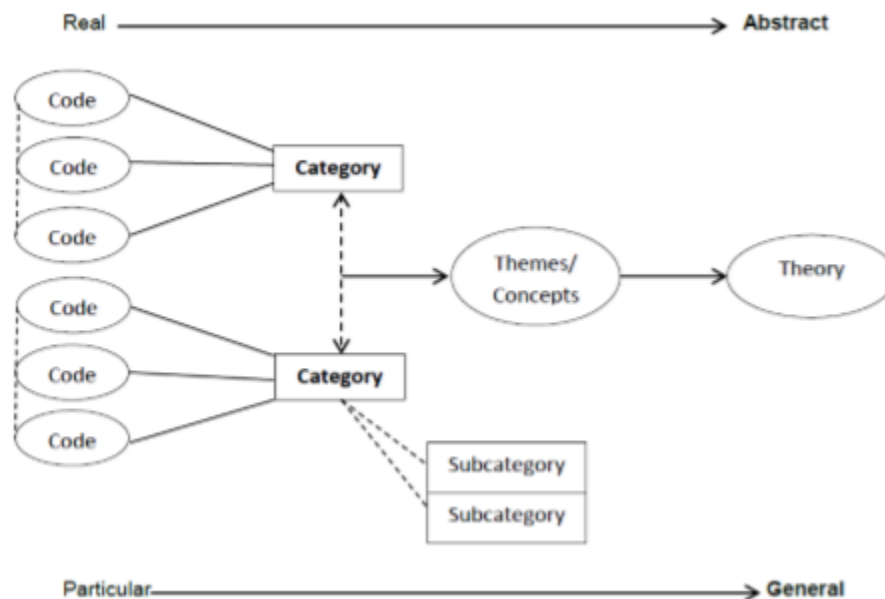 Real
Abstract
Code
Code
Code
Category
Themes/
Concepts
Theory
Code
Code
Code
Category
Subcategory
Subcategory
Particular
General